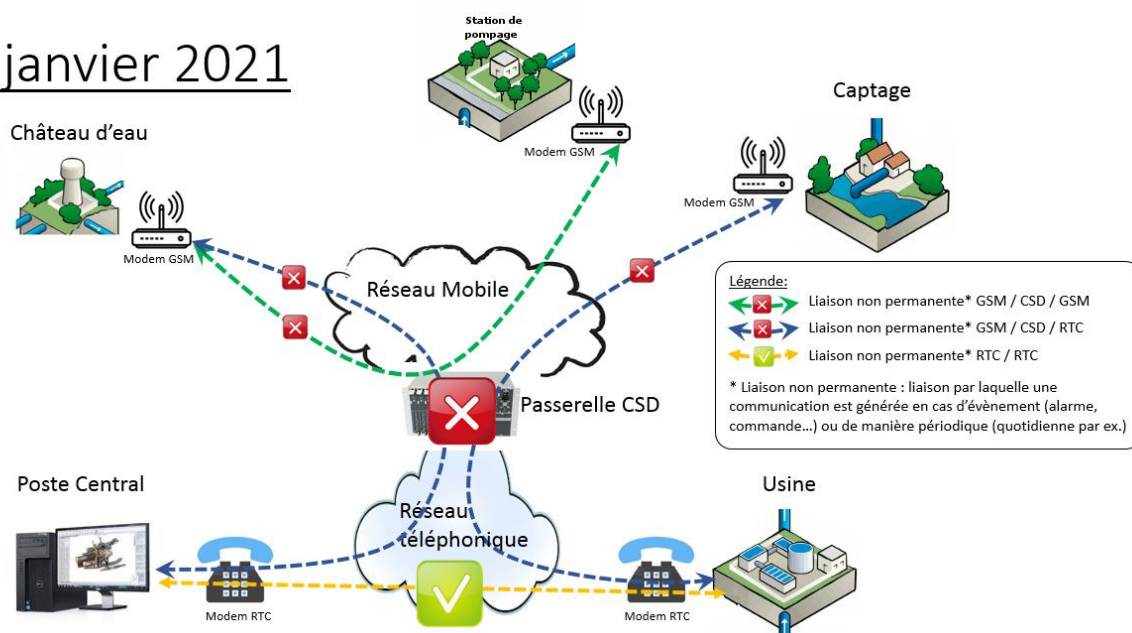 janvier 2021
Station de
pompage
Modem GSM
Captage
Château d'eau
Modem GSM
Modem GSM
Réseau Mobile
Légende:
Liaison non permanente* GSM / CSD / GSM
Liaison non permanente* GSM / CSD / RTC
Liaison non permanente* RTC / RTC
* Liaison non permanente : liaison par laquelle une
communication est générée en cas d'évènement (alarme,
commande...) ou de manière périodique (quotidienne par ex.)
Passerelle CSD
Poste Central
Réseau
téléphonique
Usine
Modem RTC
Modem RTC